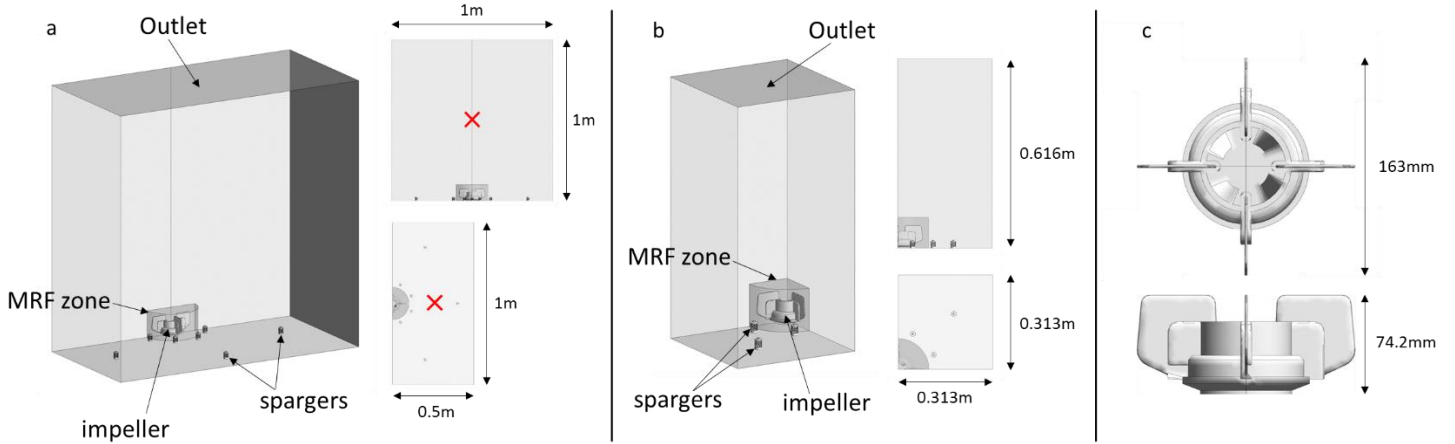 a
Outlet
MRF zone
impeller
spargers
1m
1m
1m
0.5m
b
Outlet
MRF zone
spargers
impeller
0.616m
0.313m
0.313m
c
163mm
74.2mm